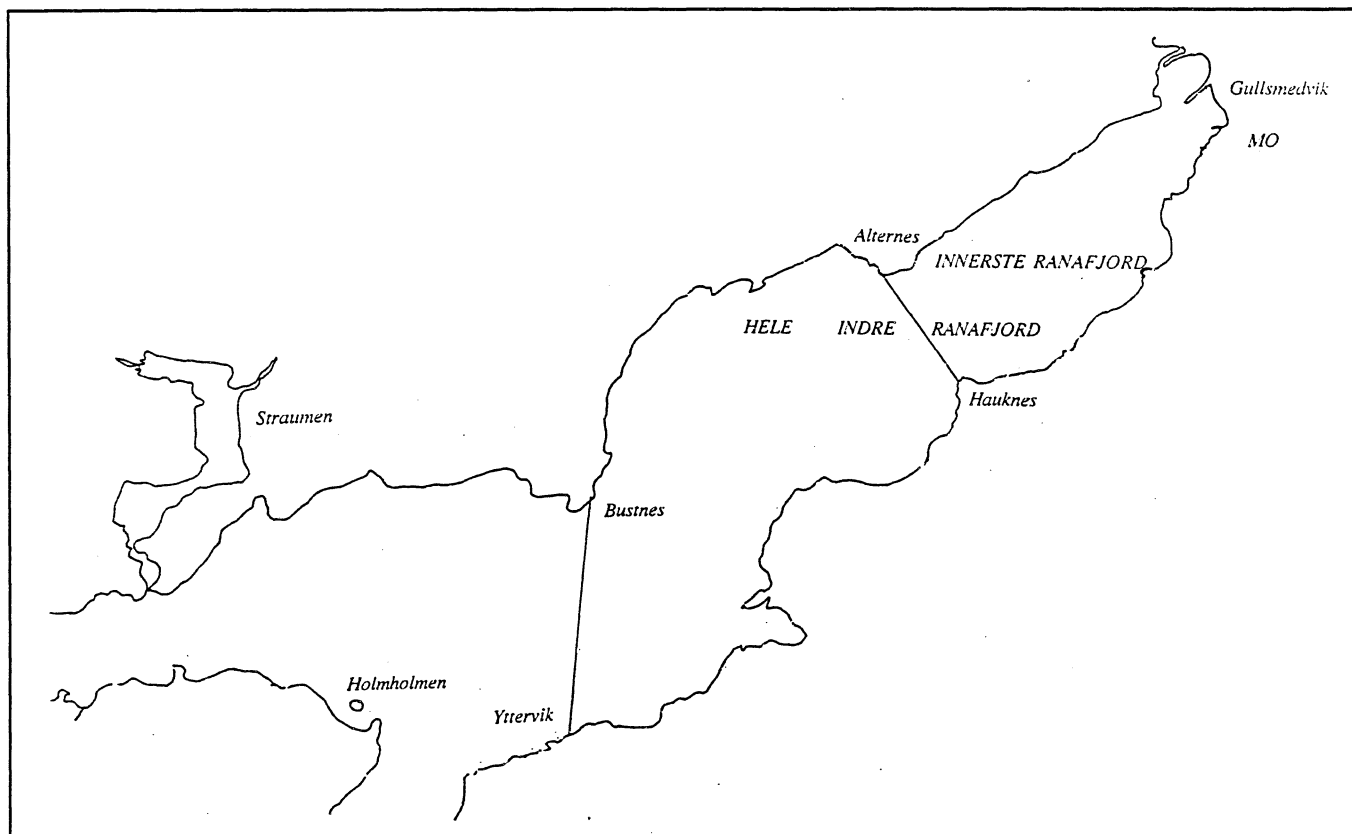 Gullsmedvik
MO
Alternes
INNERSTE RANAFJORD
HELE INDRE RANAFJORD
Hauknes
Straumen
Bustnes
Holmholmen
Yttervik